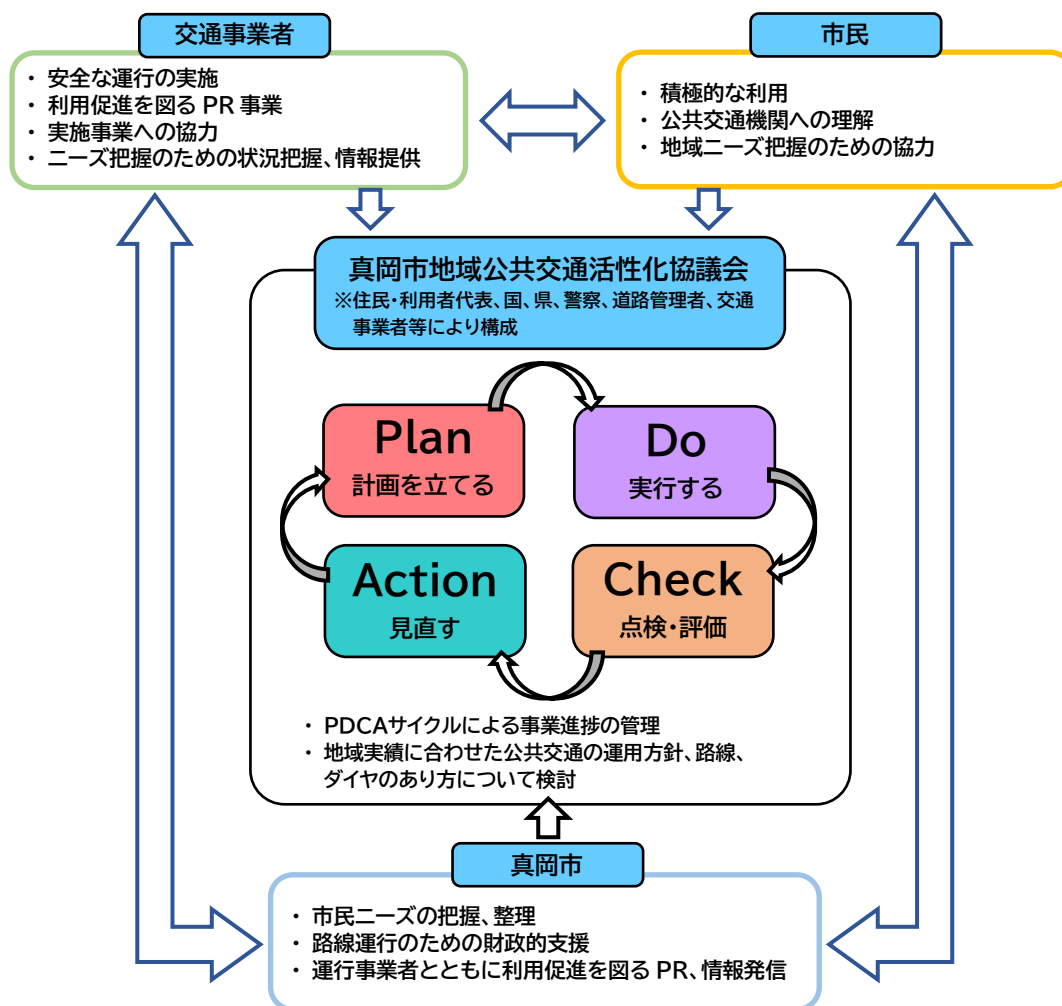 交通事業者
・ 安全な運行の実施
・ 利用促進を図る PR 事業
・ 実施事業への協力
・ ニーズ把握のための状況把握、情報提供
市民
・ 積極的な利用
・ 公共交通機関への理解
・ 地域ニーズ把握のための協力
真岡市地域公共交通活性化協議会
※住民・利用者代表、国、県、警察、道路管理者、交通
事業者等により構成
Plan
計画を立てる
Do
実行する
Action
見直す
Check
点検・評価
・ PDCAサイクルによる事業進捗の管理
・ 地域実績に合わせた公共交通の運用方針、路線、
ダイヤのあり方について検討
真岡市
・ 市民ニーズの把握、整理
・ 路線運行のための財政的支援
・ 運行事業者とともに利用促進を図る PR、情報発信